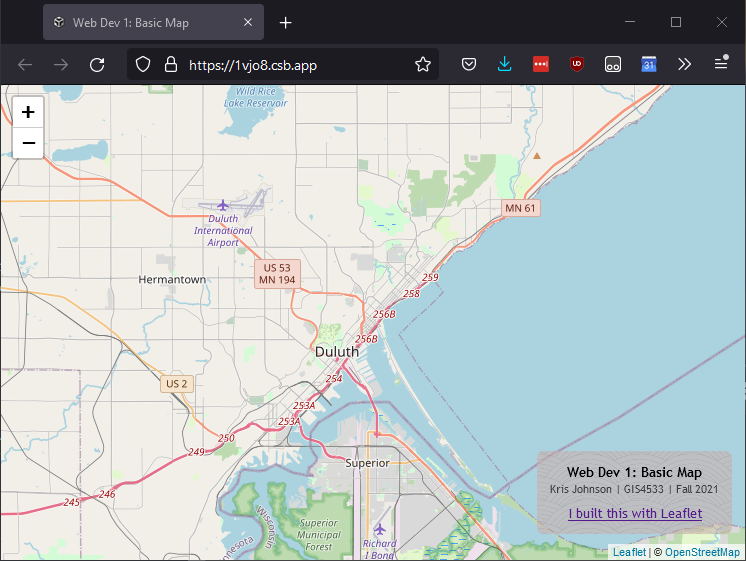 Web Dev 1: Basic Map
https://1vjo8.csb.app
31
+
−
Wild Rice
Lake Reservoir
MN 61
Duluth
International
Airport
US 53
MN 194
Hermantown
259
258
256B
256B
Duluth
254
US 2
253A
253A
250
249
246
245
Superior
Wisconsin
Minnesota
Superior
Municipal
Forest
Richard
I Bong
Web Dev 1: Basic Map
Kris Johnson | GIS4533 | Fall 2021
I built this with Leaflet
Leaflet | © OpenStreetMap